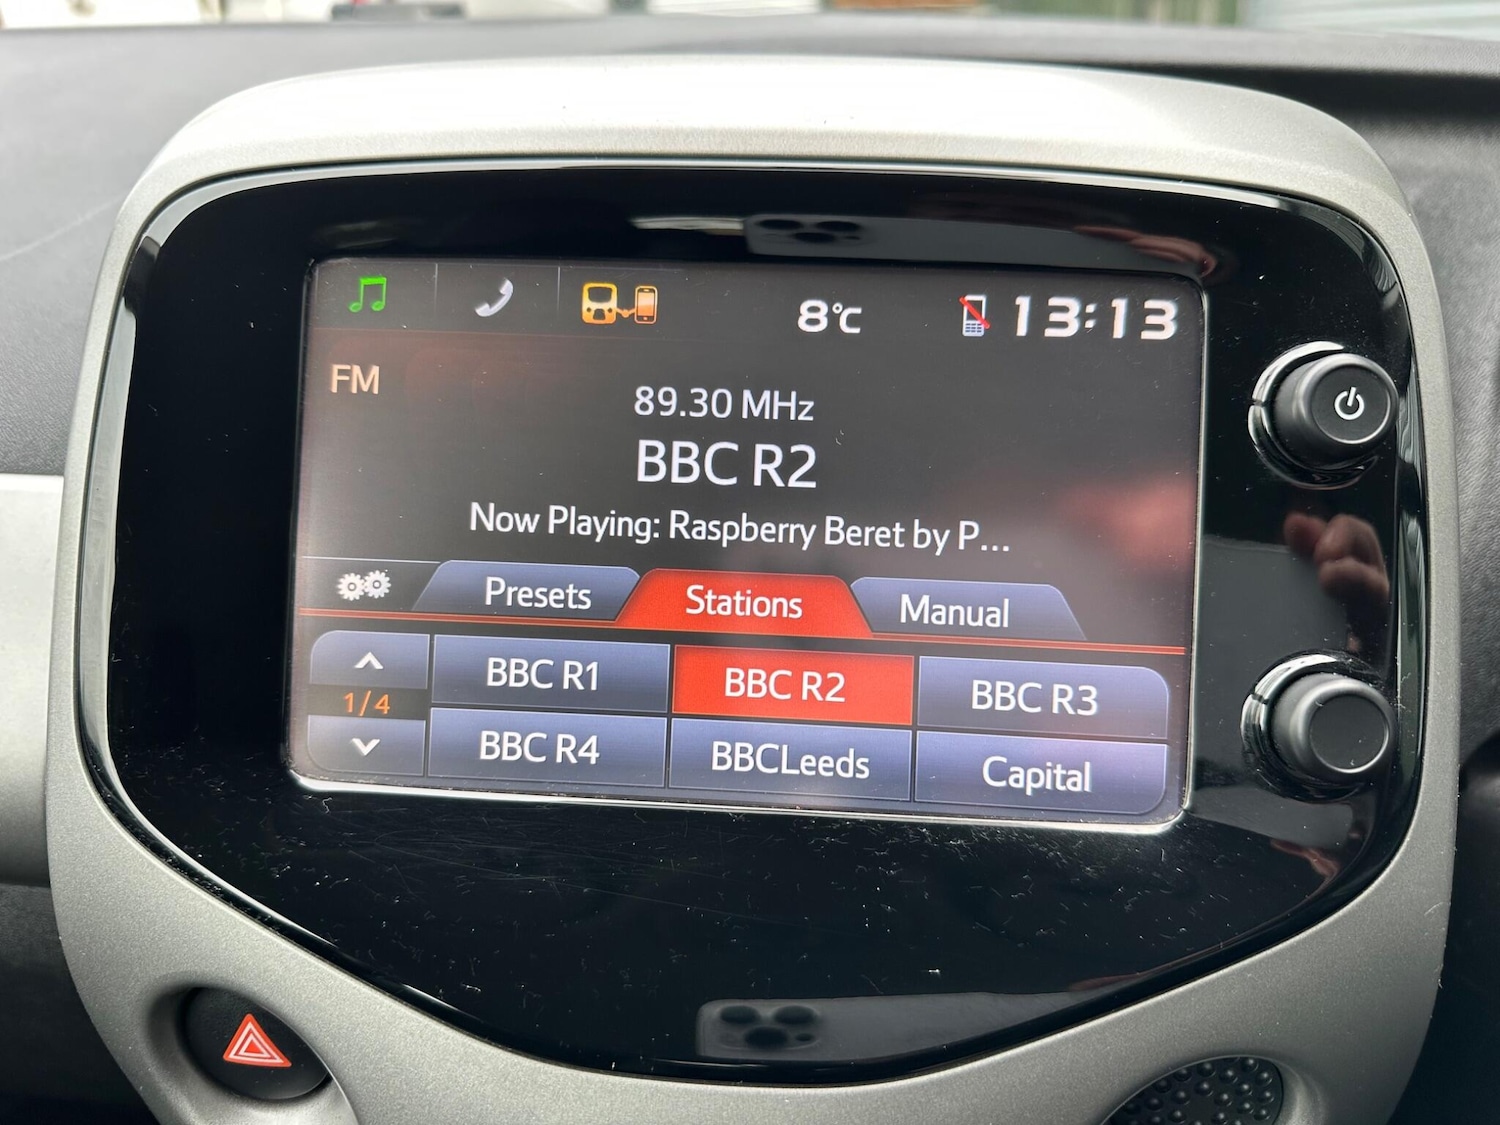 8°C
13:13
FM
89.30 MHz
BBC R2
Now Playing: Raspberry Beret by P...
Presets
Stations
Manual
1/4
BBC R1
BBC R2
BBC R3
BBC R4
BBCLeeds
Capital